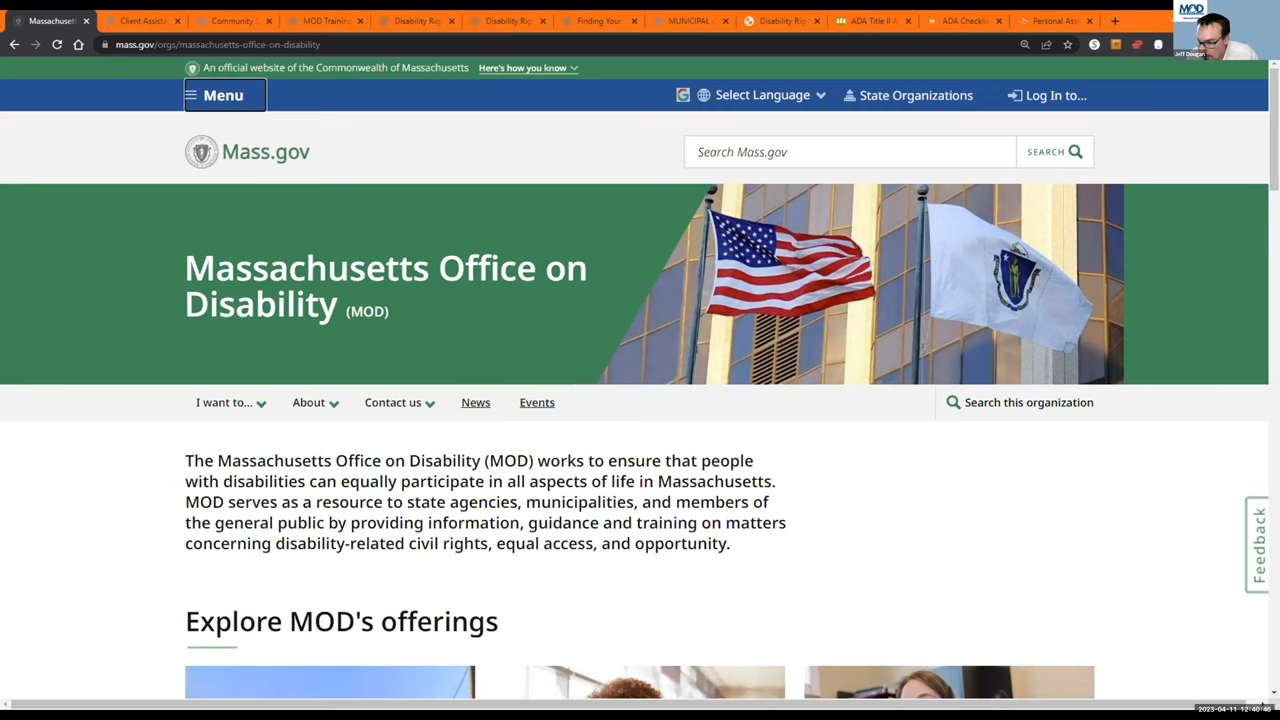 Massachuset
Client Assista
Community S
MOD Training
Disability Rig
Disability Rig
Finding Your
MUNICIPAL
Disability Rig
ADA Title II A
ADA Checkli
Personal Ass
mass.gov/orgs/massachusetts-office-on-disability
MOD
Jeff Dougan
An official website of the Commonwealth of Massachusetts Here's how you know
Menu
Select Language
State Organizations
Log In to...
Mass.gov
Search Mass.gov
SEARCH
Massachusetts Office on
Disability (MOD)
I want to...
About
Contact us
News
Events
Search this organization
The Massachusetts Office on Disability (MOD) works to ensure that people
with disabilities can equally participate in all aspects of life in Massachusetts.
MOD serves as a resource to state agencies, municipalities, and members of
the general public by providing information, guidance and training on matters
concerning disability-related civil rights, equal access, and opportunity.
Feedback
Explore MOD's offerings
2023-04-11 12:40:46